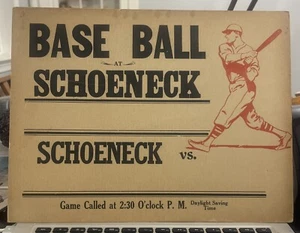 BASE BALL
AT
SCHOENECK
SCHOENECK vs.
Game Called at 2:30 O'clock P. M. Daylight Saving
Time